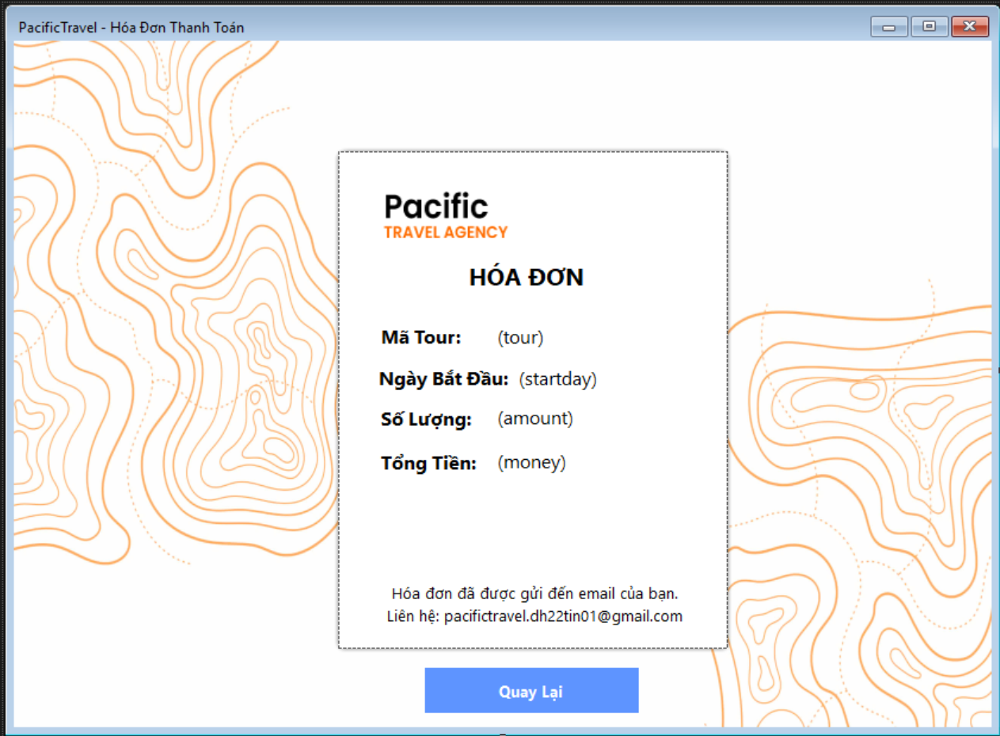 PacificTravel - Hóa Đơn Thanh Toán
Pacific
TRAVEL AGENCY
HÓA ĐƠN
Mã Tour: (tour)
Ngày Bắt Đầu: (startday)
Số Lượng: (amount)
Tổng Tiền: (money)
Hóa đơn đã được gửi đến email của bạn.
Liên hệ: pacifictravel.dh22tin01@gmail.com
Quay Lại